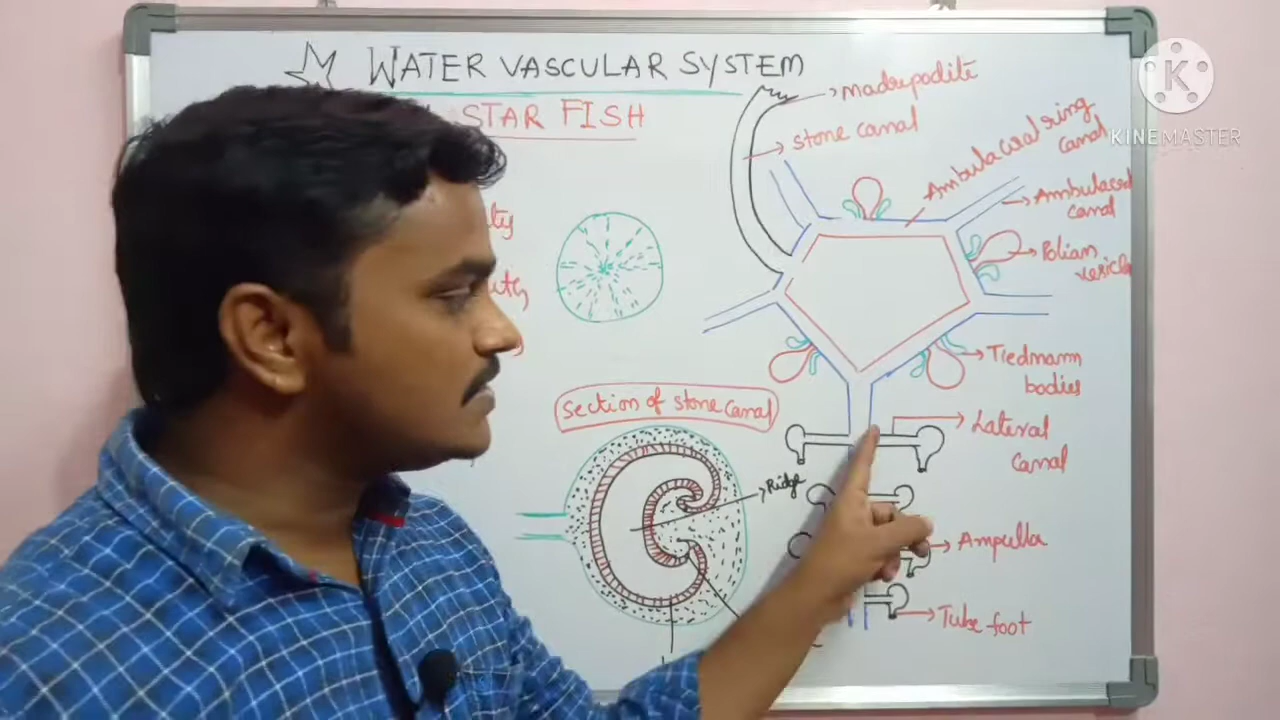 WATER VASCULAR SYSTEM
STAR FISH
madrepodite
stone canal
Ambulacral ring
canal
Ambulacral
canal
Polian
vesicle
Tiedmann
bodies
Lateral
canal
Section of stone canal
Ridge
Ampulla
Tube foot
K
KINEMASTER